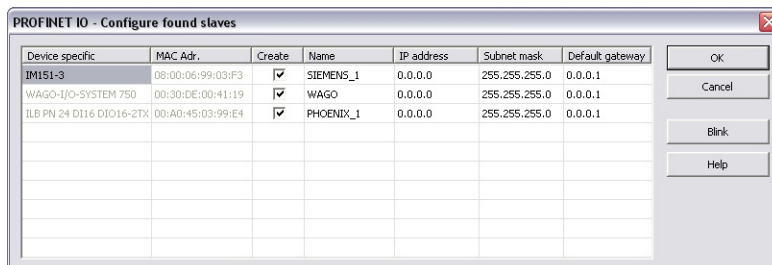 PROFINET IO - Configure found slaves
Device specific MAC Adr. Create Name IP address Subnet mask Default gateway
IM151-3 08:00:06:99:03:F3 SIEMENS_1 0.0.0.0 255.255.255.0 0.0.0.1
WAGO-I/O-SYSTEM 750 00:30:DE:00:41:19 WAGO 0.0.0.0 255.255.255.0 0.0.0.1
ILB PN 24 DI16 DIO16-2TX 00:A0:45:03:99:E4 PHOENIX_1 0.0.0.0 255.255.255.0 0.0.0.1
OK
Cancel
Blink
Help